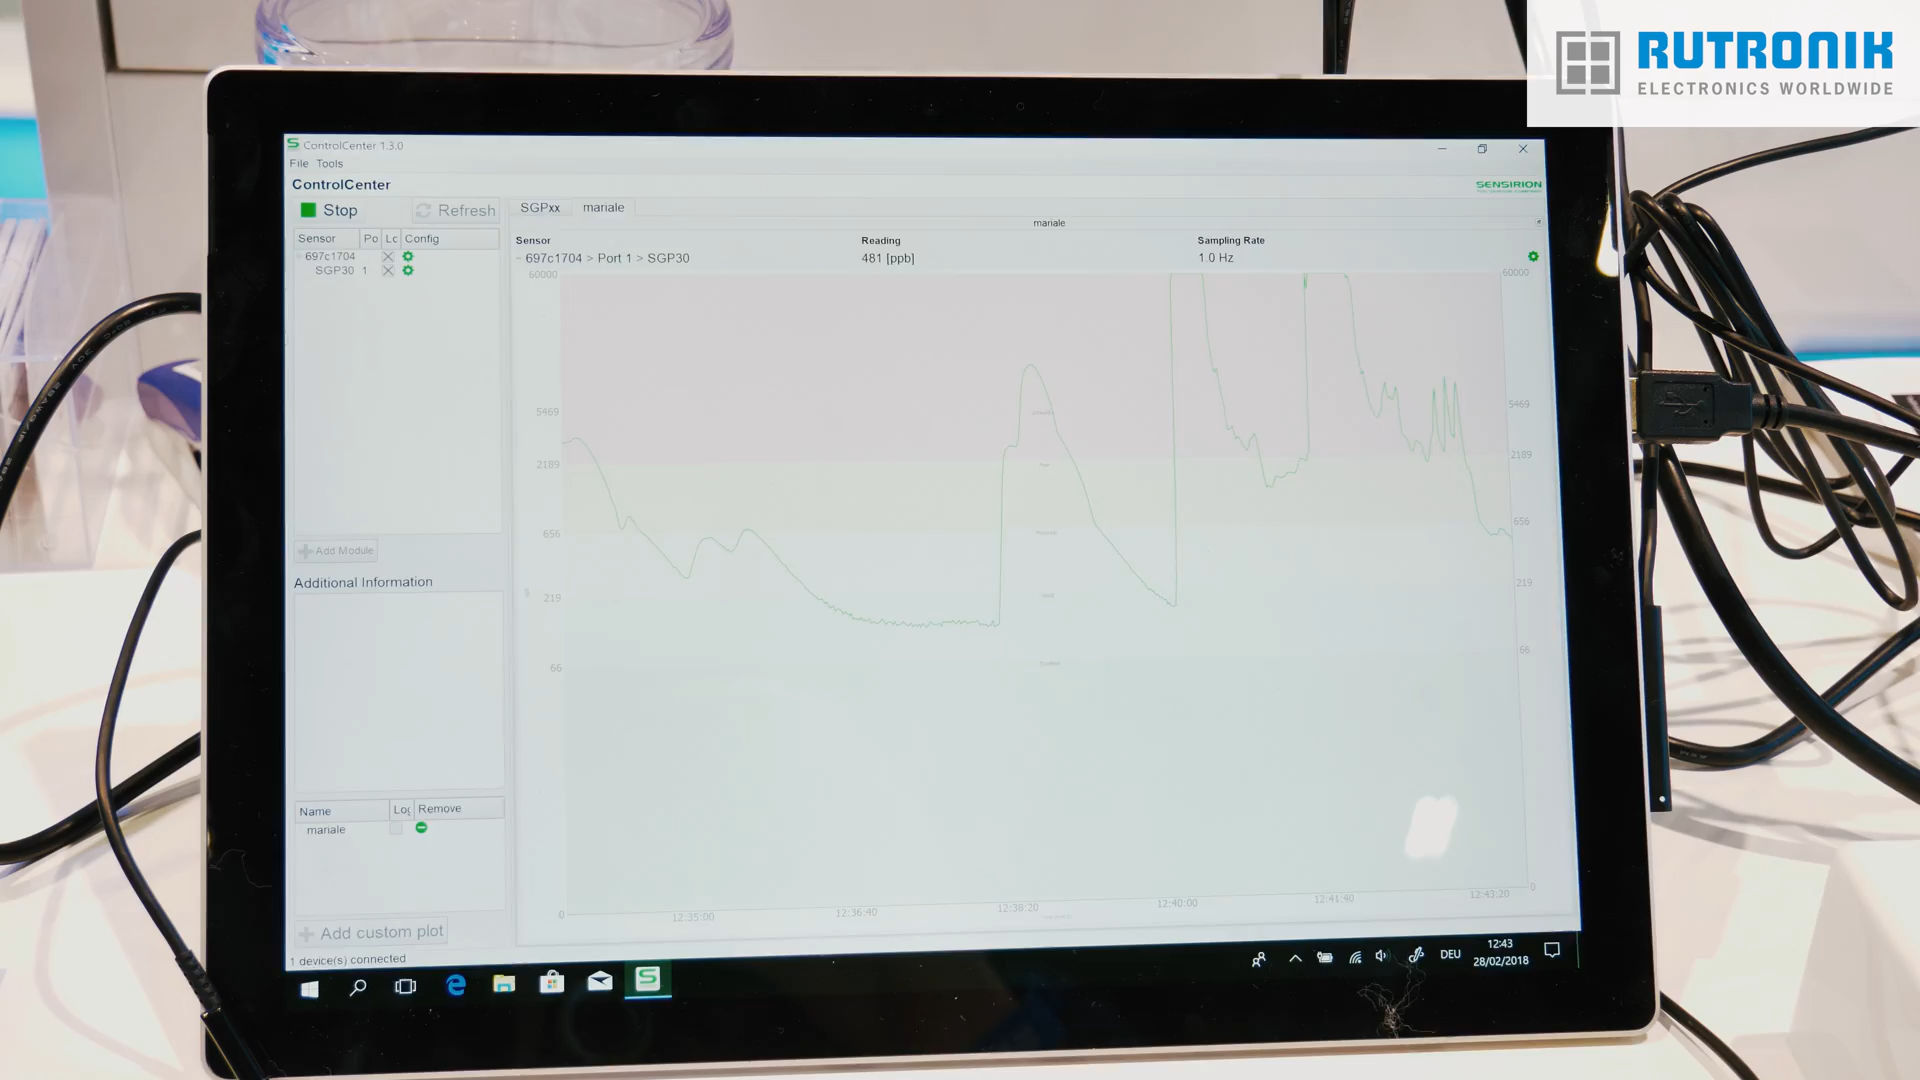 RUTRONIK
ELECTRONICS WORLDWIDE
ControlCenter 1.3.0
File Tools
ControlCenter
SENSIRION
Stop
Refresh
SGPxx mariale
mariale
Sensor Po Lc Config
697c1704
SGP30 1
Sensor Reading Sampling Rate
697c1704 > Port 1 > SGP30 481 [ppb] 1.0 Hz
60000 60000
5469 5469
2189 2189
656 656
219 219
66 66
0 0
12:35:00 12:36:40 12:38:20 12:40:00 12:41:40 12:43:20
Add Module
Additional Information
Name Log Remove
mariale
Add custom plot
1 device(s) connected
DEU
12:43
28/02/2018